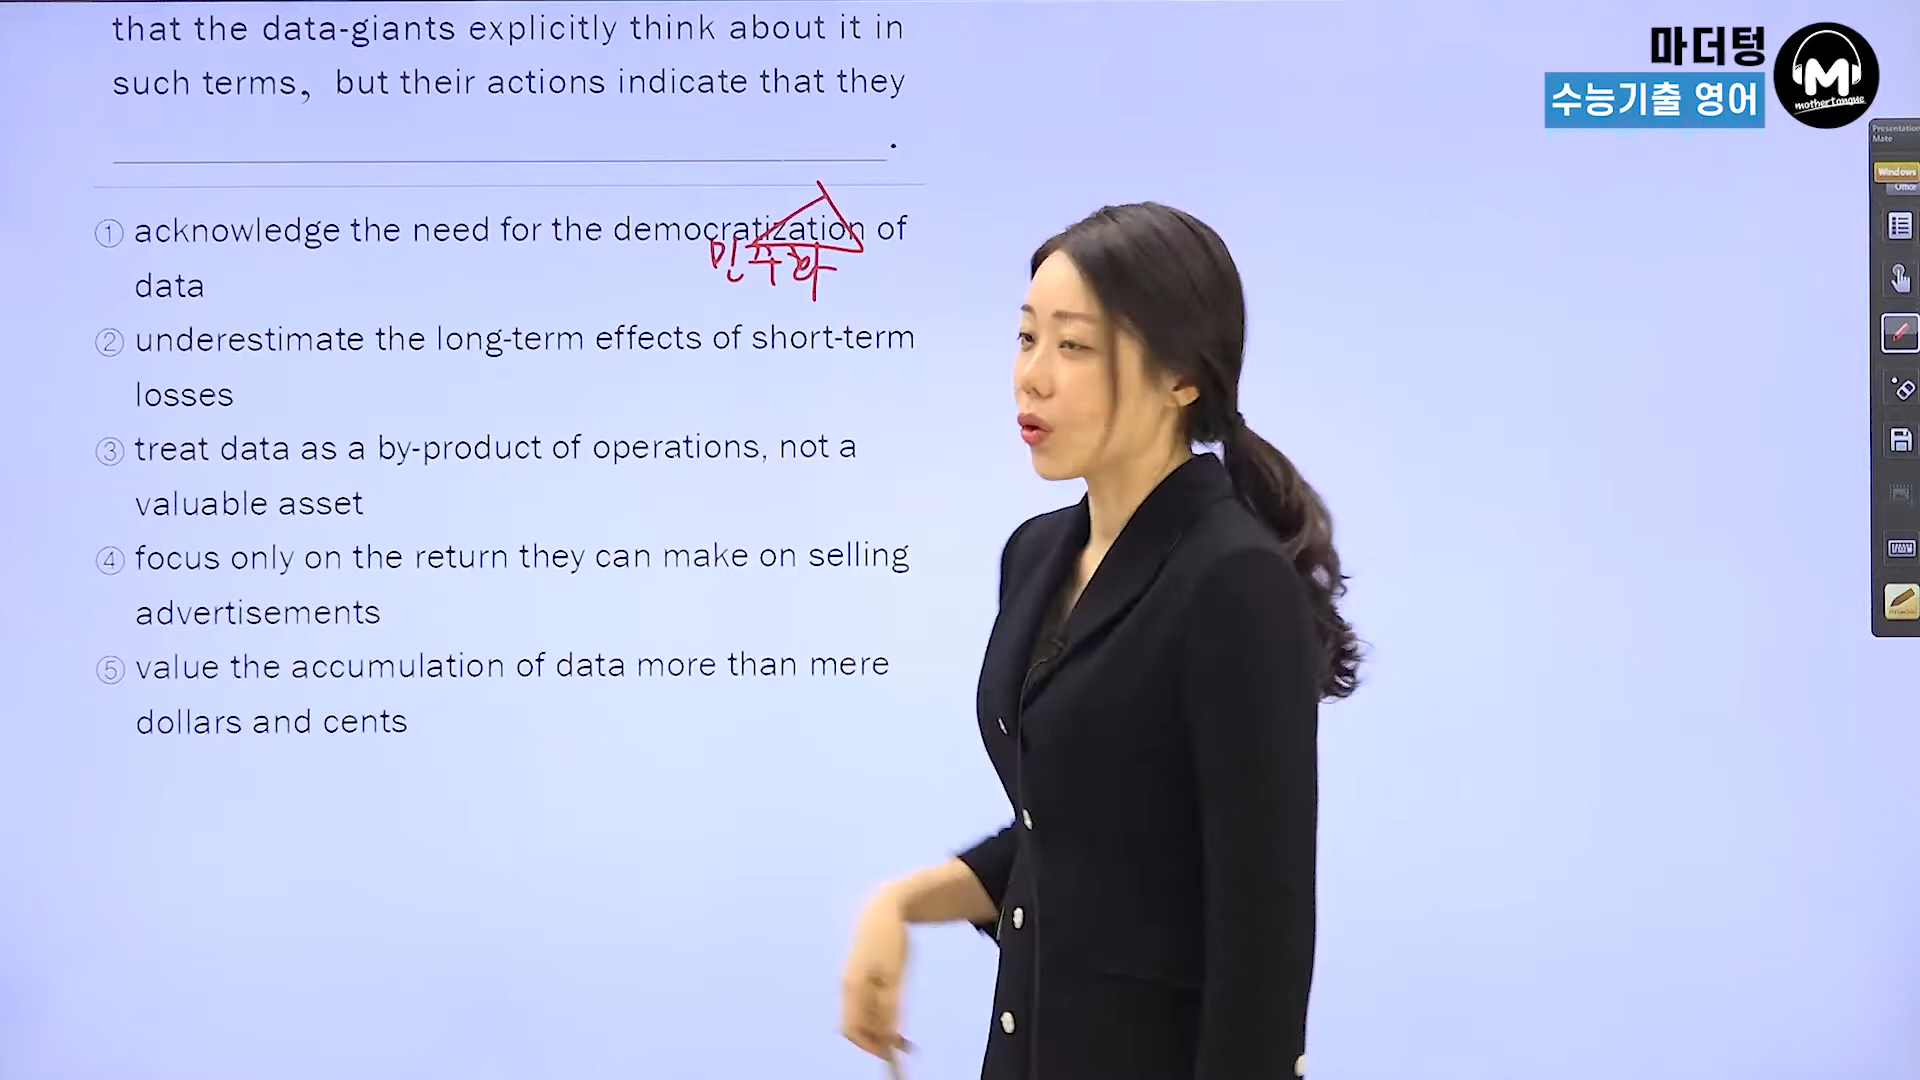 that the data-giants explicitly think about it in
such terms, but their actions indicate that they
.
① acknowledge the need for the democratization of
민주화
data
② underestimate the long-term effects of short-term
losses
③ treat data as a by-product of operations, not a
valuable asset
④ focus only on the return they can make on selling
advertisements
⑤ value the accumulation of data more than mere
dollars and cents
마더텅
수능기출 영어
M
mothertongue
Presentation
Mate
Windows
Office